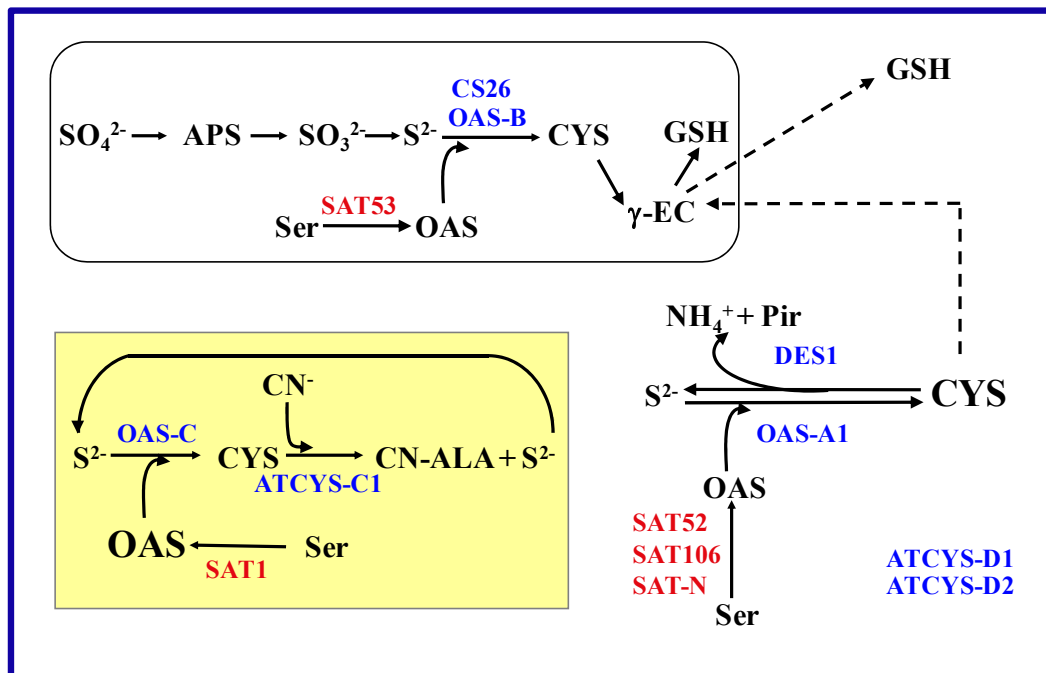 GSH
CS26
OAS-B
SO₄²⁻ APS SO₃²⁻ S²⁻ CYS GSH
SAT53
Ser OAS γ-EC
NH₄⁺ + Pir
DES1
S²⁻ CYS
OAS-A1
OAS
SAT52
SAT106
SAT-N
Ser
ATCYS-D1
ATCYS-D2
CN⁻
OAS-C
S²⁻ CYS CN-ALA + S²⁻
ATCYS-C1
OAS Ser
SAT1